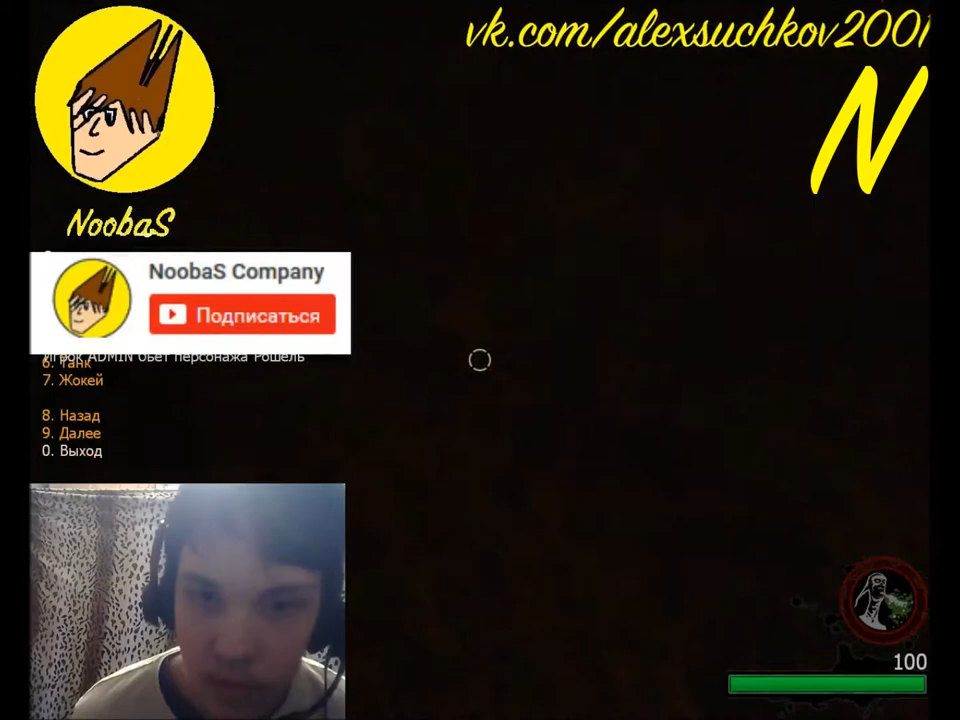 vk.com/alexsuchkov2001
N
NoobaS
NoobaS Company
Подписаться
Игрок ADMIN бьет персонажа Рошель
6. Танк
7. Жокей
8. Назад
9. Далее
0. Выход
100